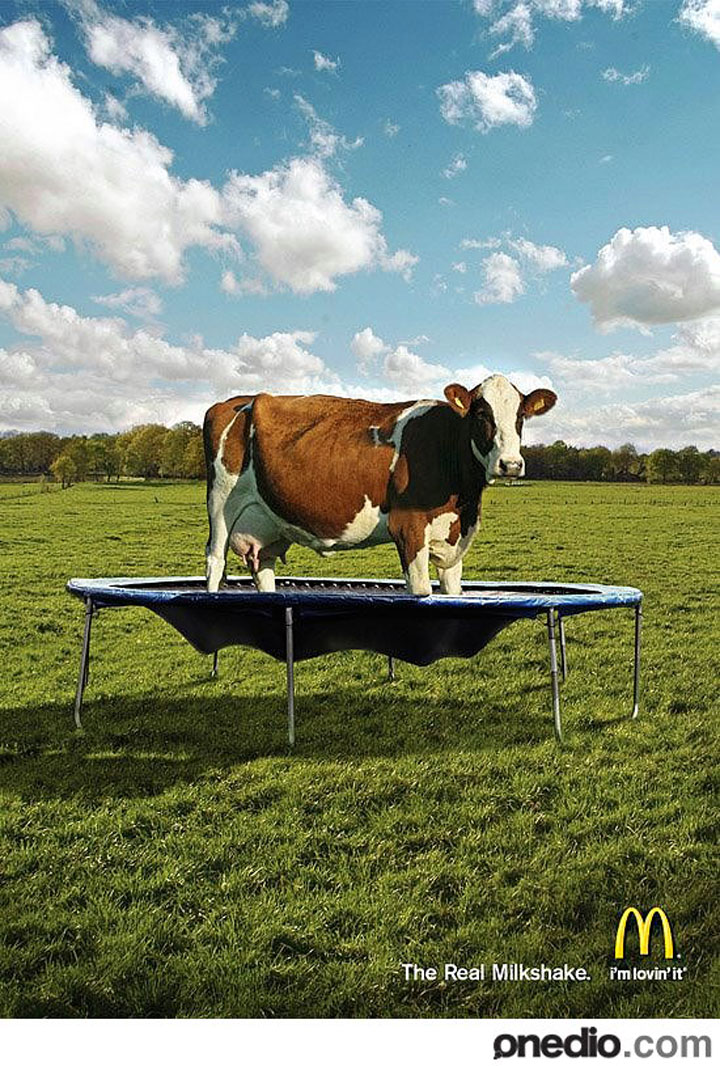 The Real Milkshake.
M
i'm lovin' it
onedio.com